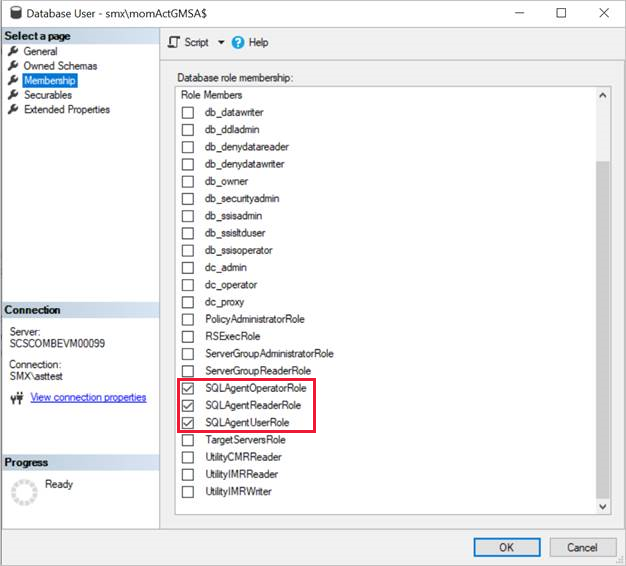 Database User - smx\momActGMSA$
Select a page
General
Owned Schemas
Membership
Securables
Extended Properties
Script
Help
Database role membership:
Role Members
db_datawriter
db_ddladmin
db_denydatareader
db_denydatawriter
db_owner
db_securityadmin
db_ssisadmin
db_ssisltduser
db_ssisoperator
dc_admin
dc_operator
dc_proxy
PolicyAdministratorRole
RSExecRole
ServerGroupAdministratorRole
ServerGroupReaderRole
SQLAgentOperatorRole
SQLAgentReaderRole
SQLAgentUserRole
TargetServersRole
UtilityCMRReader
UtilityIMRReader
UtilityIMRWriter
Connection
Server:
SCSCOMBEVM00099
Connection:
SMX\asttest
View connection properties
Progress
Ready
OK
Cancel